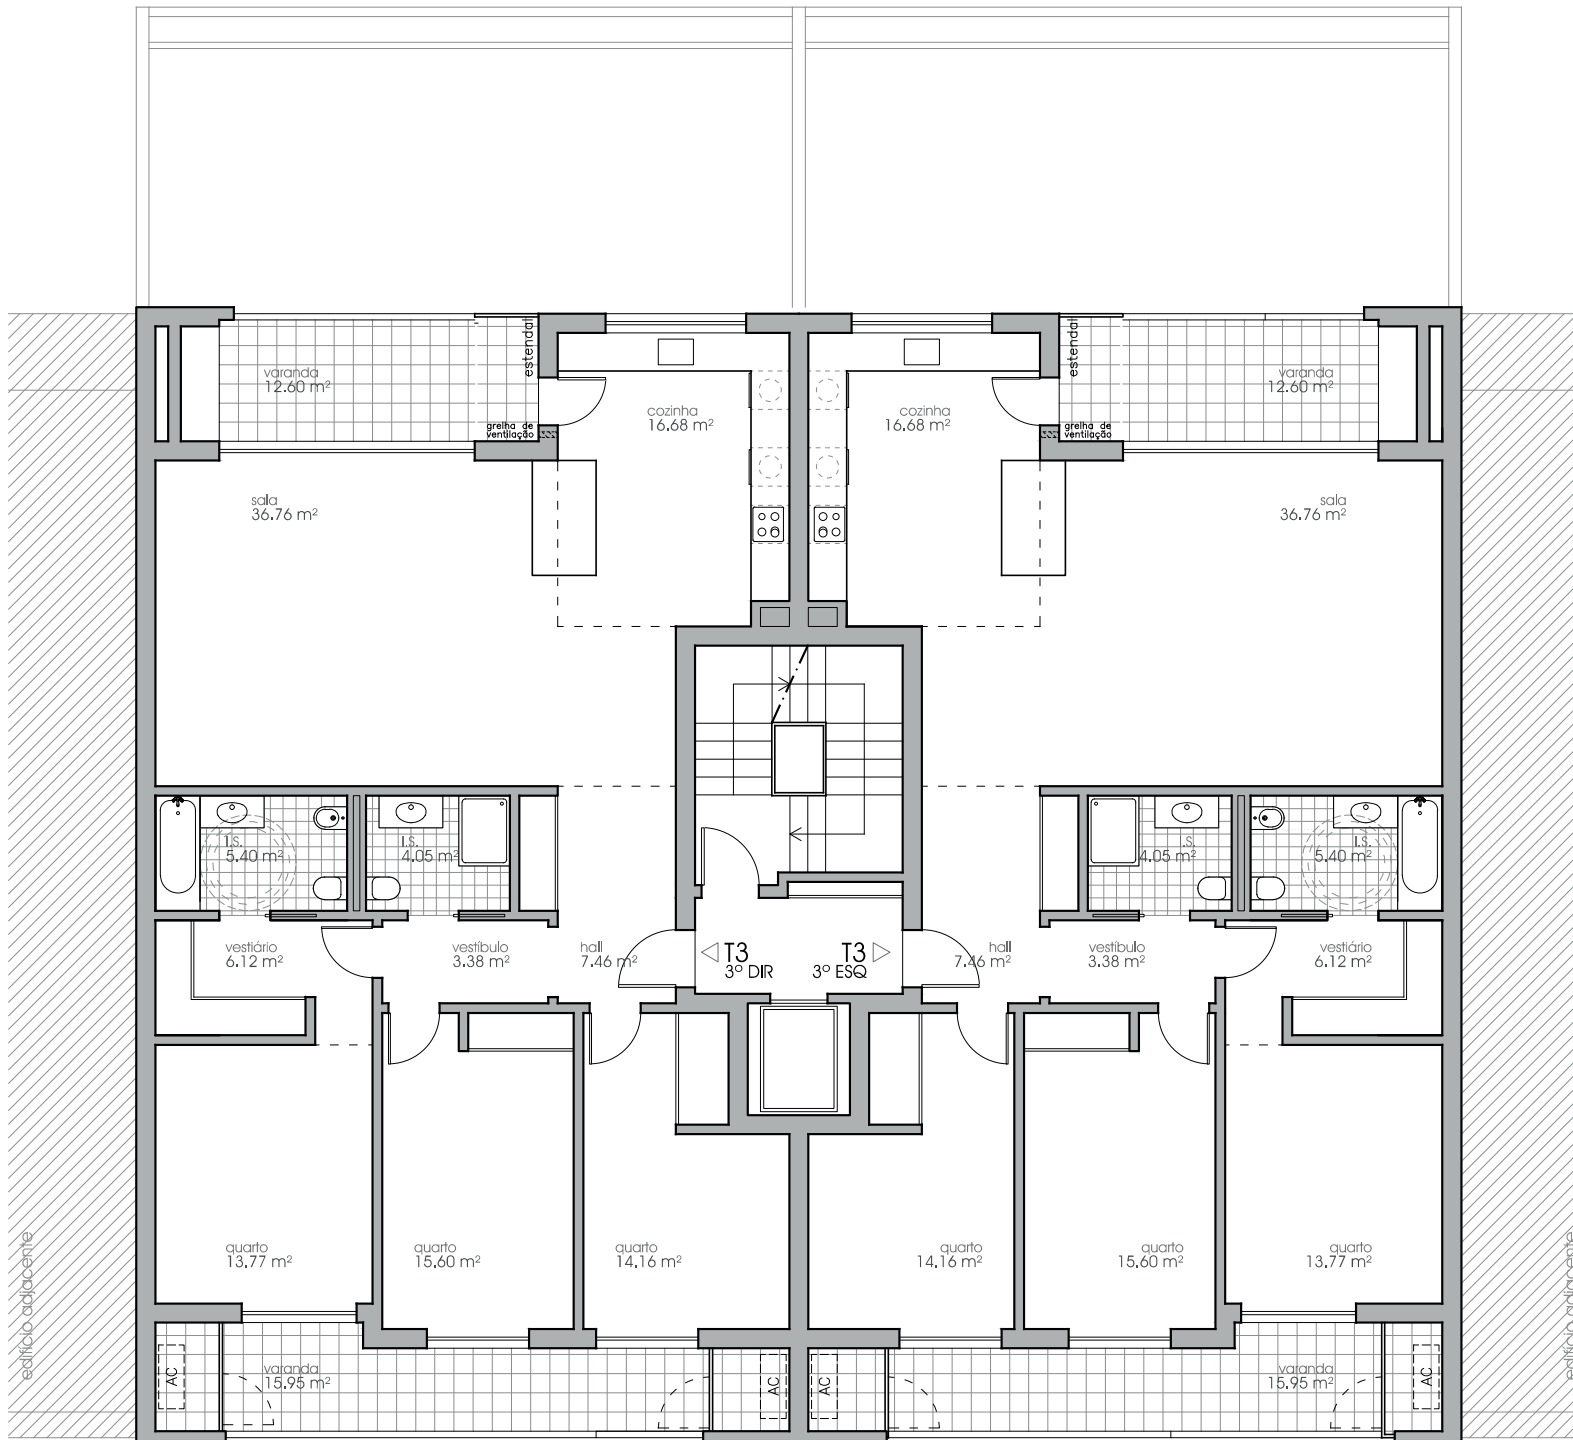 varanda
12.60 m²
estendal
grelha de
ventilação
cozinha
16.68 m²
cozinha
16.68 m²
estendal
grelha de
ventilação
varanda
12.60 m²
sala
36.76 m²
sala
36.76 m²
I.S.
5.40 m²
I.S.
4.05 m²
I.S.
4.05 m²
I.S.
5.40 m²
vestiário
6.12 m²
vestíbulo
3.38 m²
hall
7.46 m²
T3
3º DIR
T3
3º ESQ
hall
7.46 m²
vestíbulo
3.38 m²
vestiário
6.12 m²
quarto
13.77 m²
quarto
15.60 m²
quarto
14.16 m²
quarto
14.16 m²
quarto
15.60 m²
quarto
13.77 m²
edifício adjacente
edifício adjacente
AC
varanda
15.95 m²
AC
AC
varanda
15.95 m²
AC